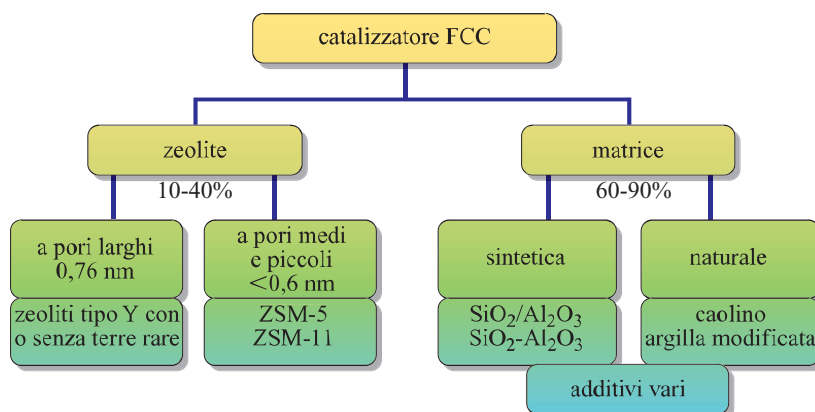 catalizzatore FCC
zeolite
matrice
10-40%
60-90%
a pori larghi
0,76 nm
a pori medi
e piccoli
<0,6 nm
sintetica
naturale
zeoliti tipo Y con
o senza terre rare
ZSM-5
ZSM-11
SiO₂/Al₂O₃
SiO₂-Al₂O₃
caolino
argilla modificata
additivi vari